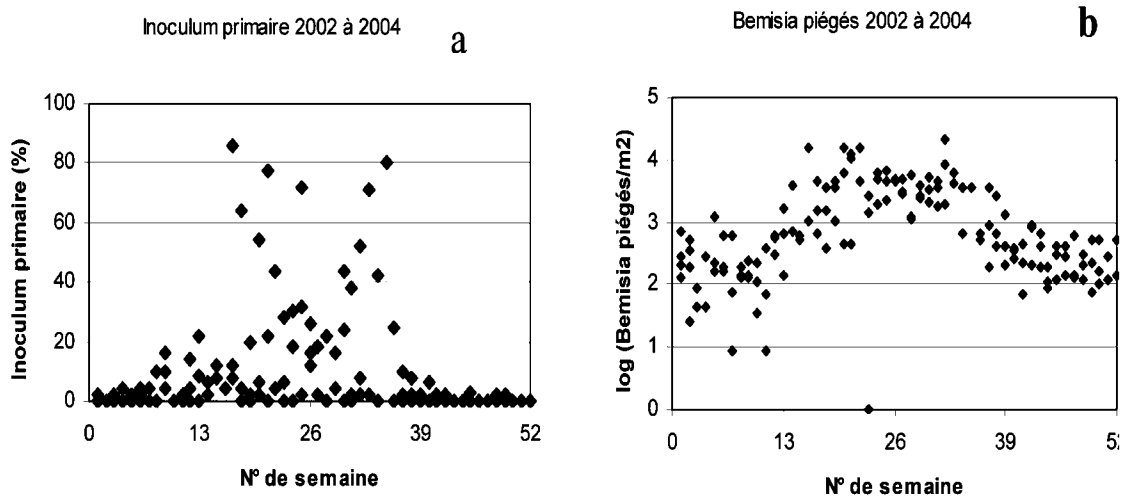 Inoculum primaire 2002 à 2004
a
Inoculum primaire (%)
100
80
60
40
20
0
0 13 26 39 52
N° de semaine
Bemisia piégés 2002 à 2004
b
log (Bemisia piégés/m2)
5
4
3
2
1
0
0 13 26 39 52
N° de semaine